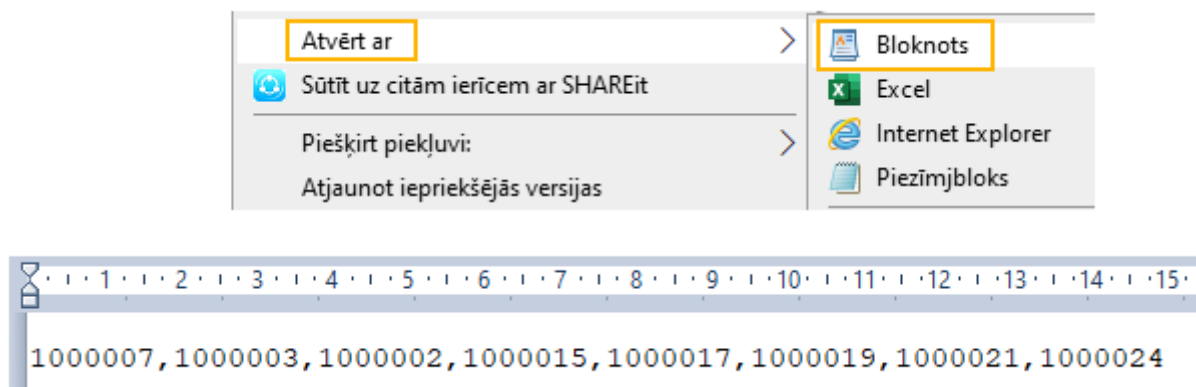 Atvērt ar
Sūtīt uz citām ierīcem ar SHAREit
Piešķirt piekļuvi:
Atjaunot iepriekšējās versijas
Bloknots
Excel
Internet Explorer
Piezīmjbloks
1 2 3 4 5 6 7 8 9 10 11 12 13 14 15
1000007,1000003,1000002,1000015,1000017,1000019,1000021,1000024